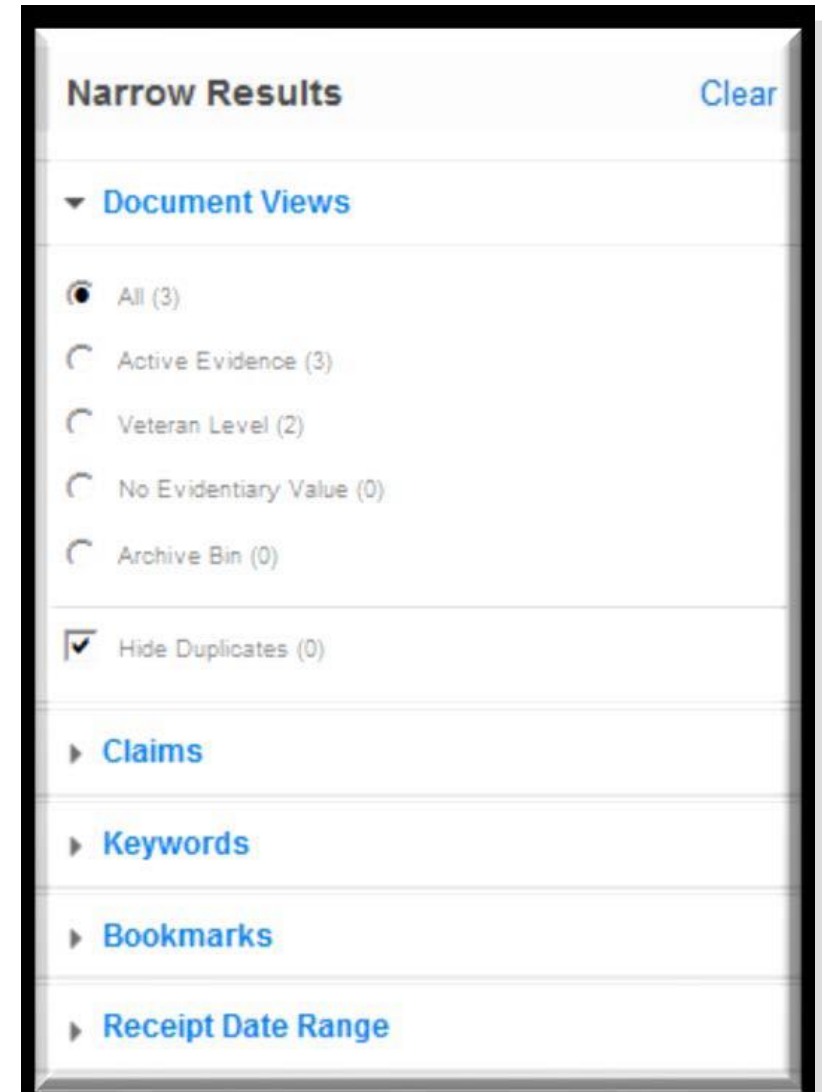 Narrow Results Clear
Document Views
All (3)
Active Evidence (3)
Veteran Level (2)
No Evidentiary Value (0)
Archive Bin (0)
Hide Duplicates (0)
Claims
Keywords
Bookmarks
Receipt Date Range